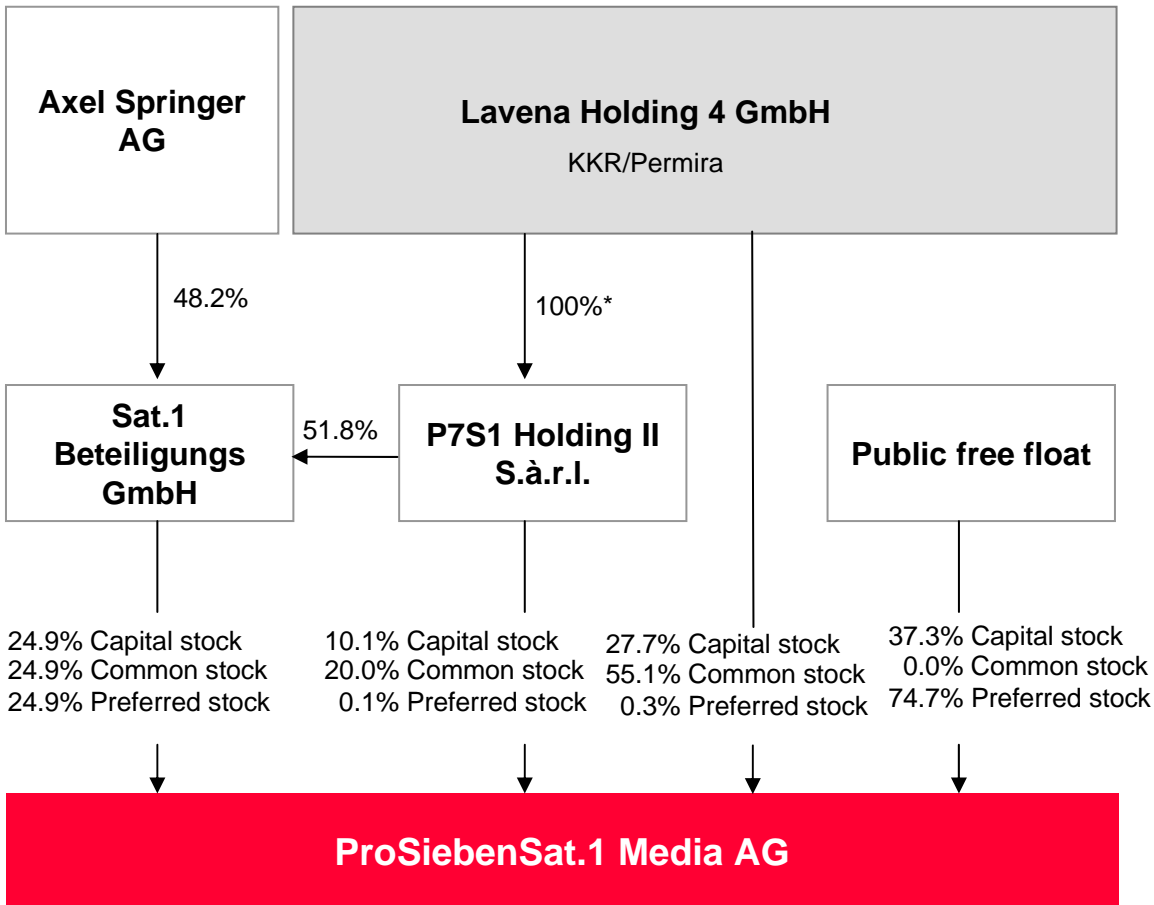 Axel Springer
AG
Lavena Holding 4 GmbH
KKR/Permira
48.2%
100%*
Sat.1
Beteiligungs
GmbH
51.8%
P7S1 Holding II
S.à.r.l.
Public free float
24.9% Capital stock
24.9% Common stock
24.9% Preferred stock
10.1% Capital stock
20.0% Common stock
0.1% Preferred stock
27.7% Capital stock
55.1% Common stock
0.3% Preferred stock
37.3% Capital stock
0.0% Common stock
74.7% Preferred stock
ProSiebenSat.1 Media AG